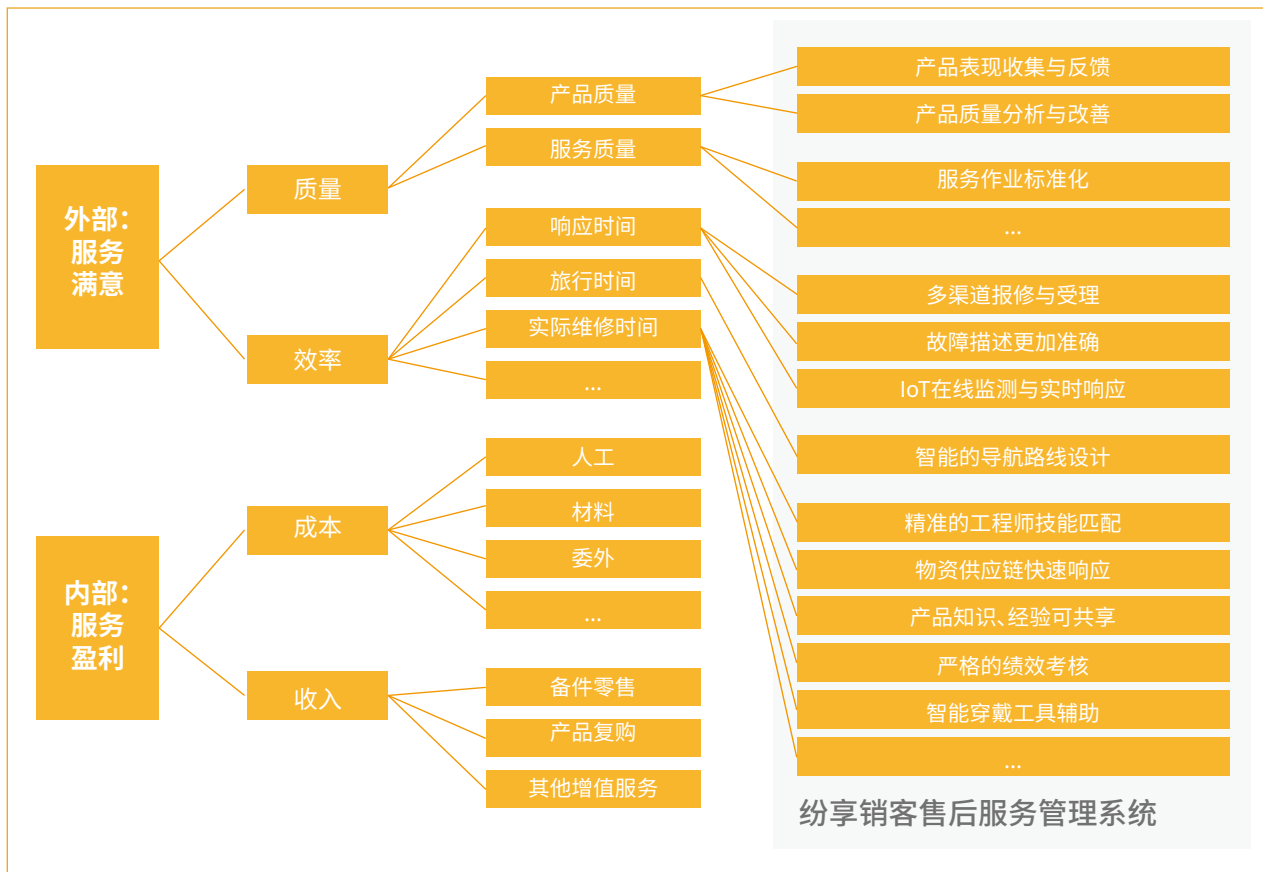 外部：
服务
满意
质量
效率
产品质量
服务质量
响应时间
旅行时间
实际维修时间
...
产品表现收集与反馈
产品质量分析与改善
服务作业标准化
...
多渠道报修与受理
故障描述更加准确
IoT在线监测与实时响应
智能的导航路线设计
精准的工程师技能匹配
物资供应链快速响应
产品知识、经验可共享
严格的绩效考核
智能穿戴工具辅助
...
内部：
服务
盈利
成本
收入
人工
材料
委外
...
备件零售
产品复购
其他增值服务
纷享销客售后服务管理系统